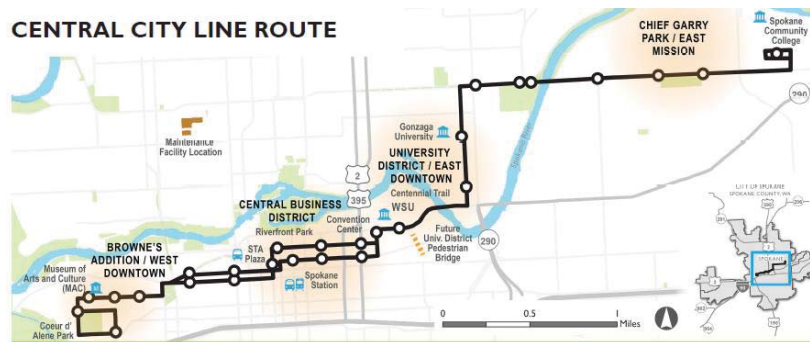 CENTRAL CITY LINE ROUTE
CHIEF GARRY
PARK / EAST
MISSION
Spokane
Community
College
290
Spokane River
Gonzaga
University
UNIVERSITY
DISTRICT / EAST
DOWNTOWN
Centennial Trail
WSU
Maintenance
Facility Location
2
395
CENTRAL BUSINESS
DISTRICT
Riverfront Park
Convention
Center
STA
Plaza
Spokane
Station
BROWNE'S
ADDITION / WEST
DOWNTOWN
Museum of
Arts and Culture
(MAC)
Coeur d'
Alene Park
Future
Univ. District
Pedestrian
Bridge
290
CITY OF SPOKANE
SPOKANE COUNTY, WA
SPOKANE
0
0.5
1
Miles